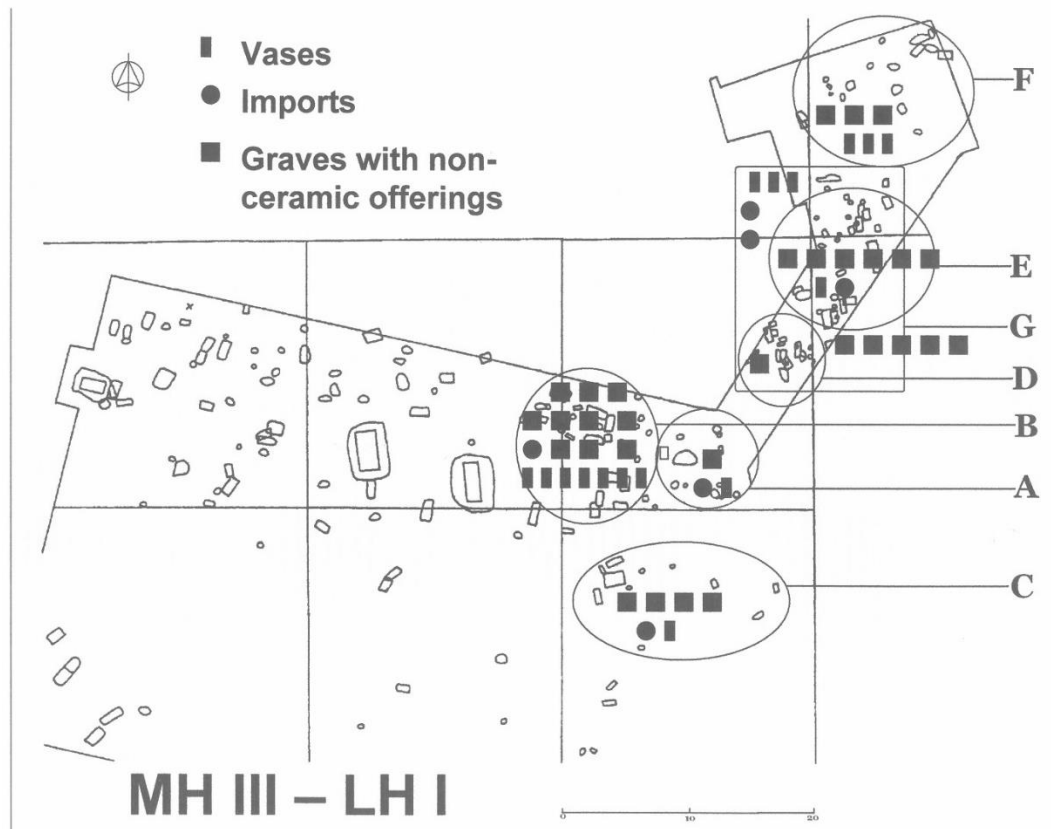 Vases
Imports
Graves with non-
ceramic offerings
F
E
G
D
B
A
C
MH III – LH I
0
10
20